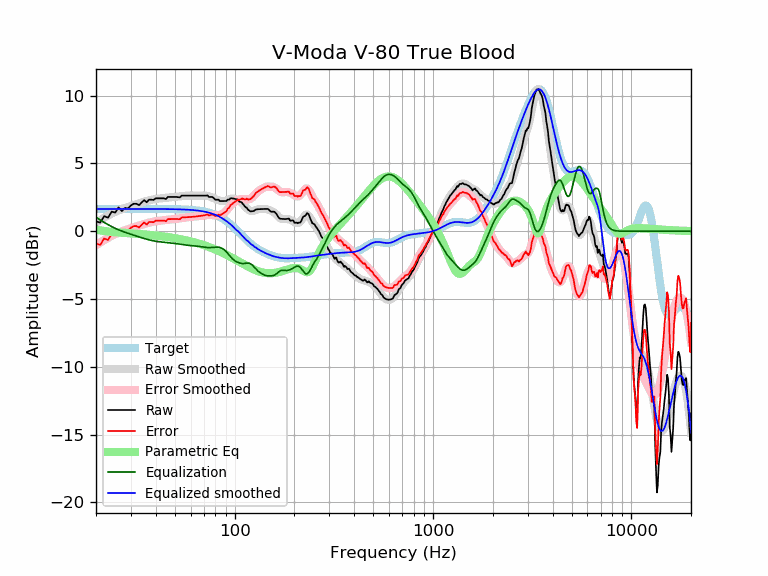 V-Moda V-80 True Blood
10
5
0
−5
−10
−15
−20
Amplitude (dBr)
Target
Raw Smoothed
Error Smoothed
Raw
Error
Parametric Eq
Equalization
Equalized smoothed
100 1000 10000
Frequency (Hz)